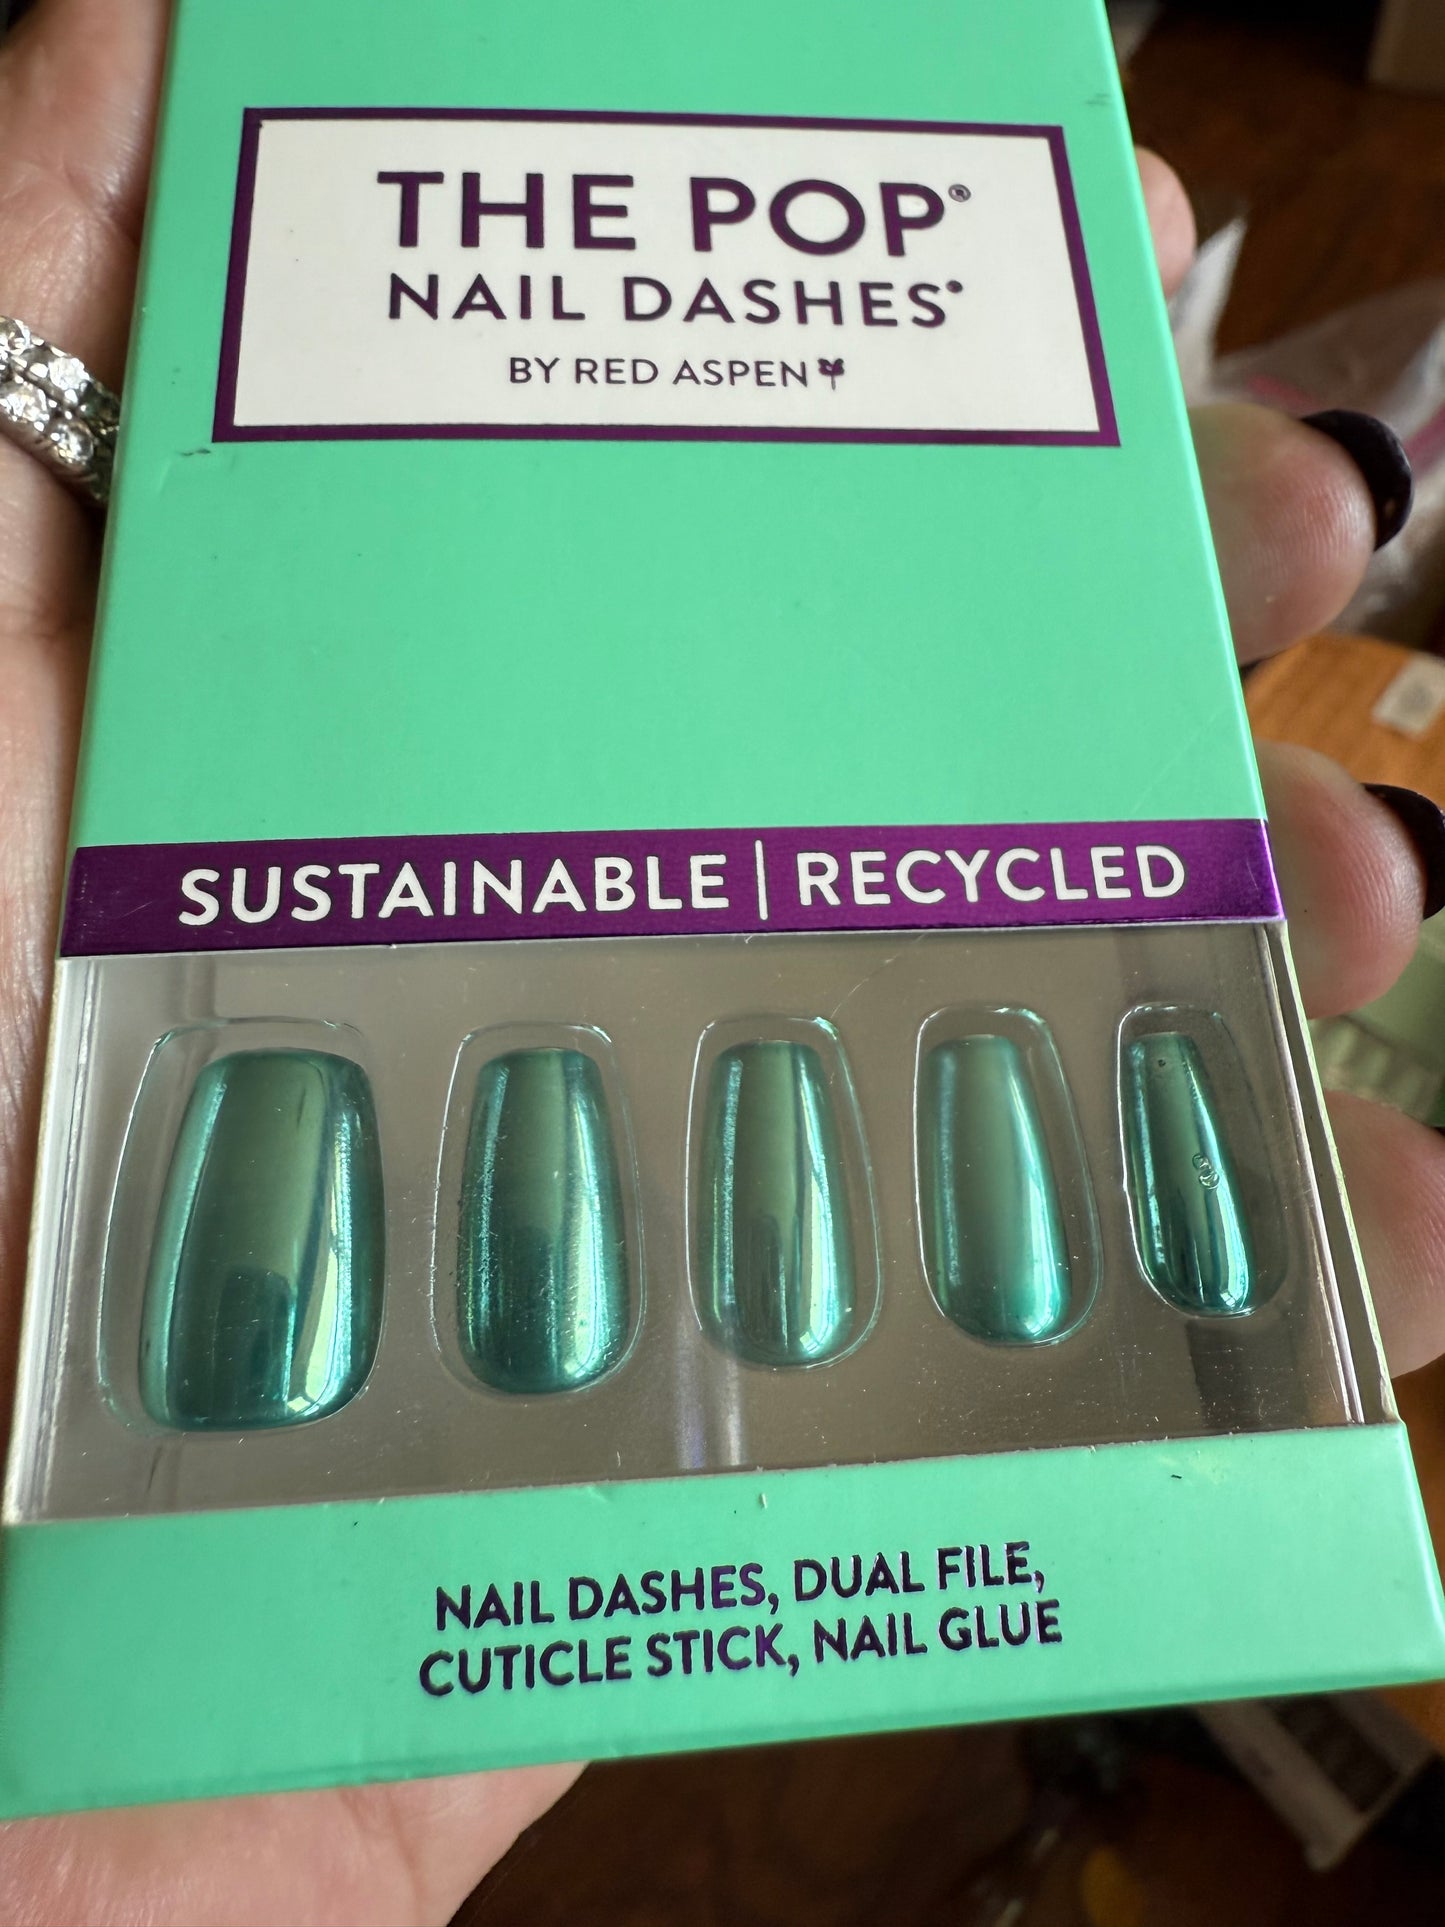 THE POP®
NAIL DASHES®
BY RED ASPEN
SUSTAINABLE | RECYCLED
NAIL DASHES, DUAL FILE,
CUTICLE STICK, NAIL GLUE